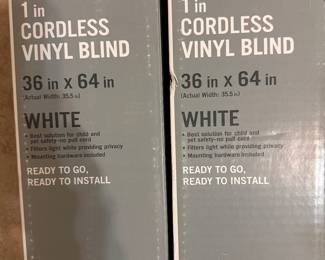 1 in
CORDLESS
VINYL BLIND
36 in x 64 in
(Actual Width: 35.5 in)
WHITE
• Best solution for child and
pet safety–no pull cord
• Filters light while providing privacy
• Mounting hardware included
READY TO GO,
READY TO INSTALL
1 in
CORDLESS
VINYL BLIND
36 in x 64 in
(Actual Width: 35.5 in)
WHITE
• Best solution for child and
pet safety–no pull cord
• Filters light while providing privacy
• Mounting hardware included
READY TO GO,
READY TO INSTALL